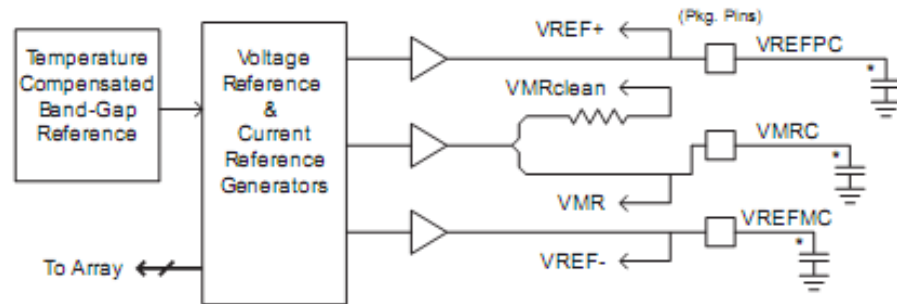 Temperature
Compensated
Band-Gap
Reference
Voltage
Reference
&
Current
Reference
Generators
To Array
VREF+
(Pkg. Pins)
VREFPC
*
VMRclean
VMRC
*
VMR
VREFMC
*
VREF-